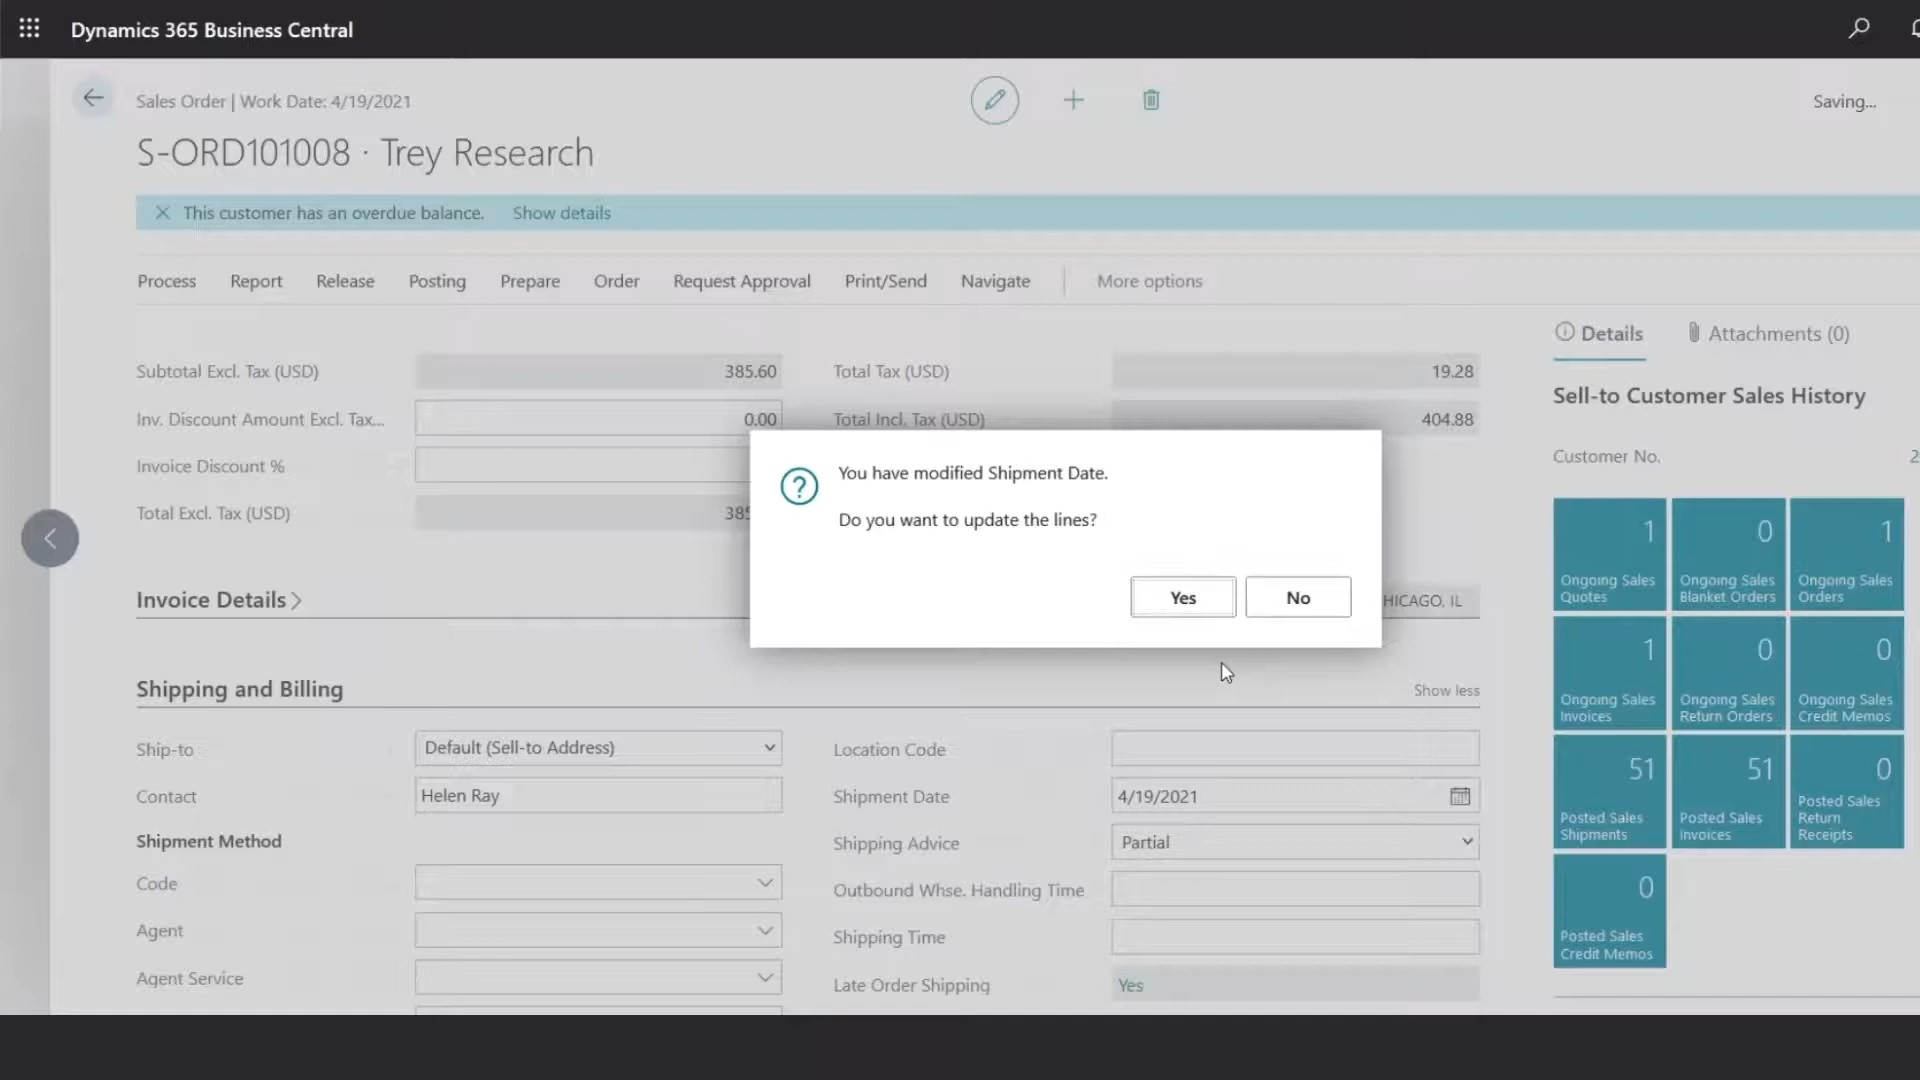 Dynamics 365 Business Central
Sales Order | Work Date: 4/19/2021
Saving...
S-ORD101008 · Trey Research
This customer has an overdue balance. Show details
Process Report Release Posting Prepare Order Request Approval Print/Send Navigate More options
Details Attachments (0)
Subtotal Excl. Tax (USD) 385.60 Total Tax (USD) 19.28
Inv. Discount Amount Excl. Tax... 0.00 Total Incl. Tax (USD) 404.88
Invoice Discount %
Total Excl. Tax (USD) 385
You have modified Shipment Date.
Do you want to update the lines?
Yes No
Invoice Details HICAGO, IL
Shipping and Billing Show less
Ship-to Default (Sell-to Address) Location Code
Contact Helen Ray Shipment Date 4/19/2021
Shipment Method Shipping Advice Partial
Code Outbound Whse. Handling Time
Agent Shipping Time
Agent Service Late Order Shipping Yes
Sell-to Customer Sales History
Customer No. 2
1 0 1
Ongoing Sales Ongoing Sales Ongoing Sales
Quotes Blanket Orders Orders
1 0 0
Ongoing Sales Ongoing Sales Ongoing Sales
Invoices Return Orders Credit Memos
51 51 0
Posted Sales Shipments
Posted Sales Invoices
Posted Sales Return Receipts
0
Posted Sales
Credit Memos